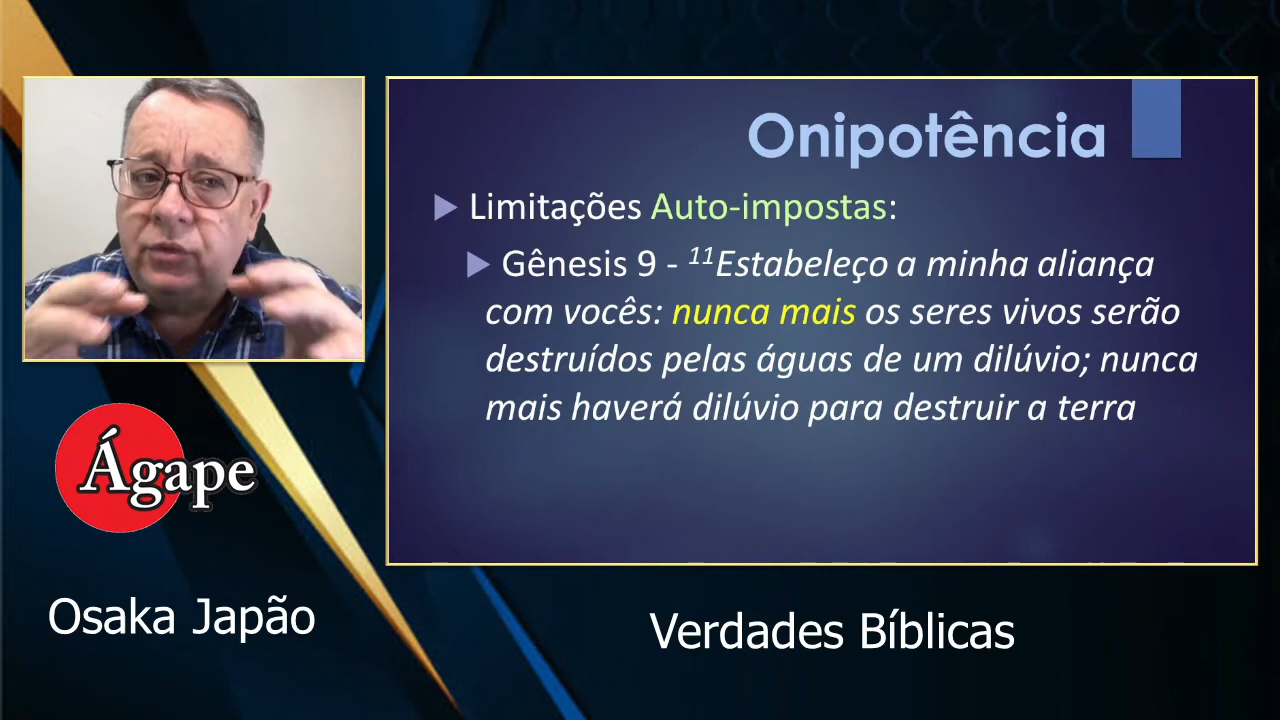 Onipotência
Limitações Auto-impostas:
Gênesis 9 - ¹¹Estabeleço a minha aliança
com vocês: nunca mais os seres vivos serão
destruídos pelas águas de um dilúvio; nunca
mais haverá dilúvio para destruir a terra
Ágape
Osaka Japão
Verdades Bíblicas